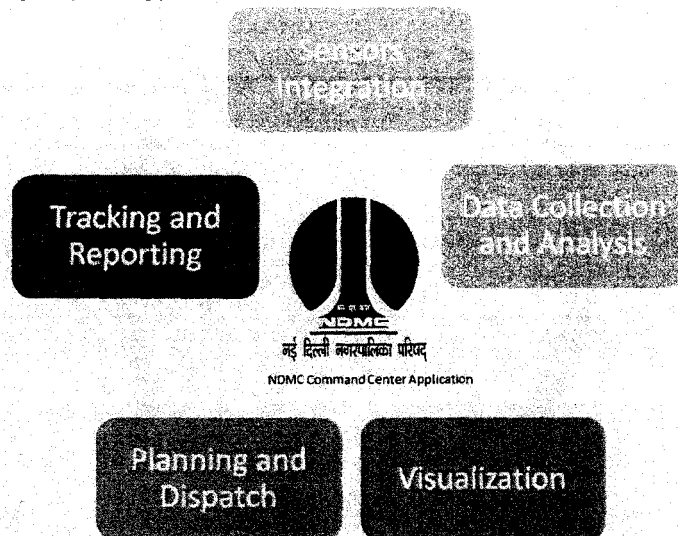 Sensors
Integration
Tracking and
Reporting
Data Collection
and Analysis
न दि न पा
NDMC
नई दिल्ली नगरपालिका परिषद्
NDMC Command Center Application
Planning and
Dispatch
Visualization